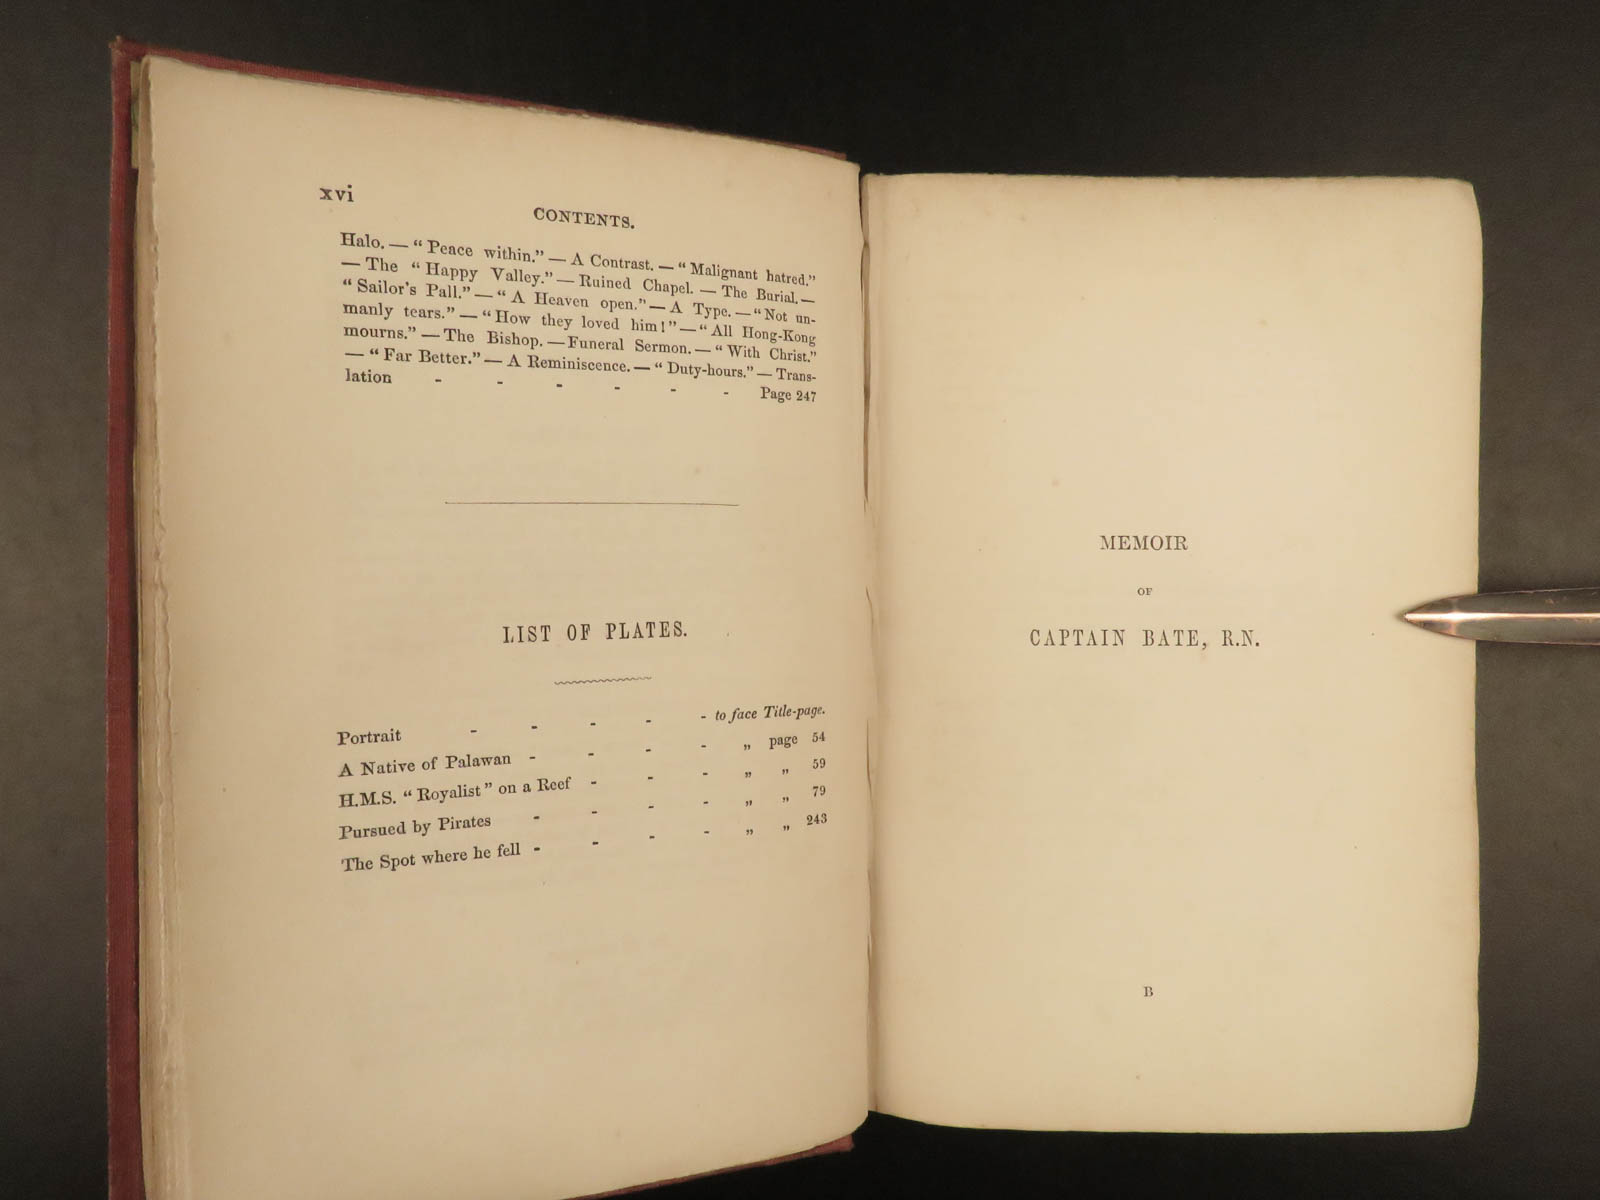 xvi
CONTENTS.
Halo. — “ Peace within.” — A Contrast. — “ Malignant hatred.”
— The “ Happy Valley.” — Ruined Chapel. — The Burial. —
“ Sailor's Pall.” — “ A Heaven open.” — A Type. — “ Not un-
manly tears.” — “ How they loved him! ” — “ All Hong-Kong
mourns.” — The Bishop. — Funeral Sermon. — “ With Christ.”
— “ Far Better.” — A Reminiscence. — “ Duty-hours.” — Trans-
lation - - - - - - Page 247
LIST OF PLATES.
Portrait - - - - - to face Title-page.
A Native of Palawan - - - - „ page 54
H.M.S. “ Royalist ” on a Reef - - - „ „ 59
Pursued by Pirates - - - - „ „ 79
The Spot where he fell - - - - „ „ 243
MEMOIR
OF
CAPTAIN BATE, R.N.
B